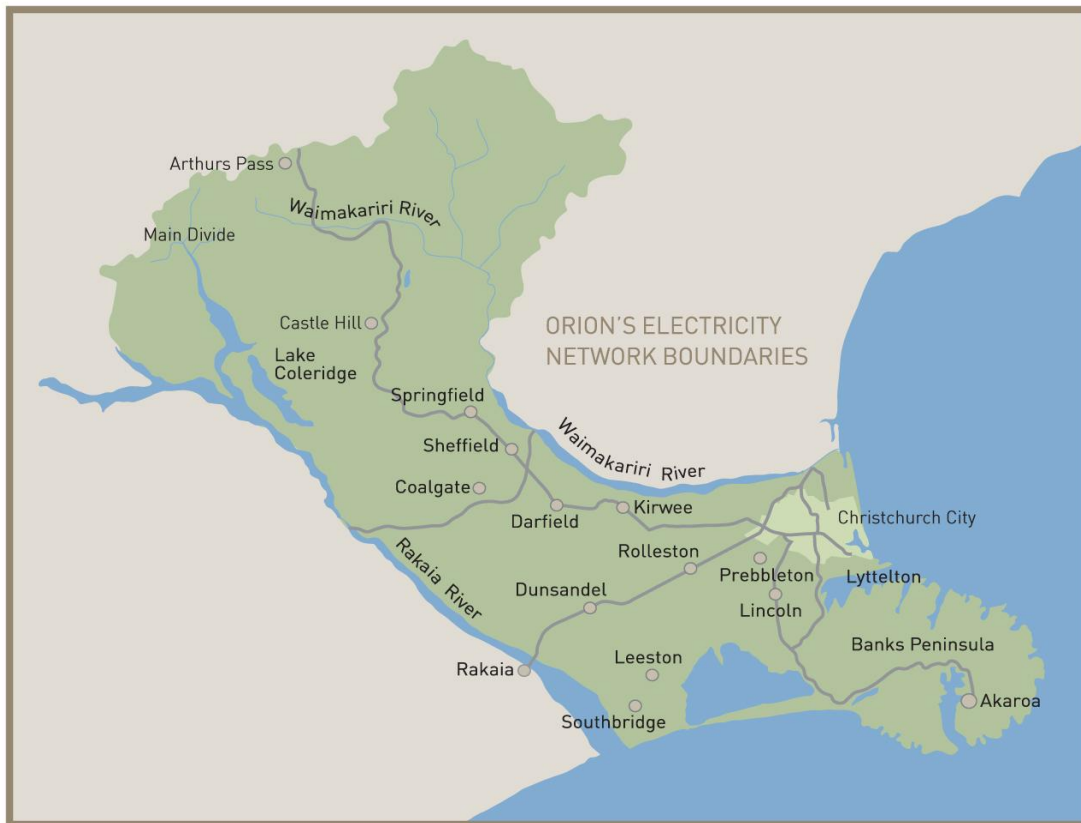 Arthurs Pass
Waimakariri River
Main Divide
Castle Hill
ORION'S ELECTRICITY
NETWORK BOUNDARIES
Lake
Coleridge
Springfield
Sheffield
Waimakariri River
Coalgate
Darfield
Kirwee
Christchurch City
Rakaia River
Rolleston
Prebbleton
Lyttelton
Dunsandel
Lincoln
Rakaia
Leeston
Banks Peninsula
Southbridge
Akaroa